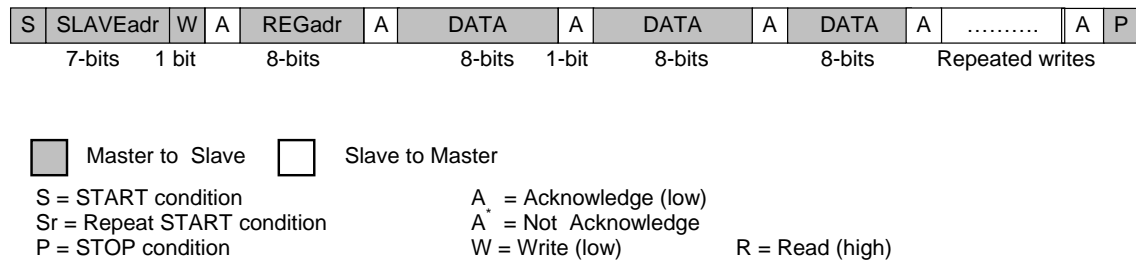 S SLAVEadr W A REGadr A DATA A DATA A DATA A ………. A P
7-bits 1 bit 8-bits 8-bits 1-bit 8-bits 8-bits Repeated writes
Master to Slave Slave to Master
S = START condition A = Acknowledge (low)
Sr = Repeat START condition A* = Not Acknowledge
P = STOP condition W = Write (low) R = Read (high)